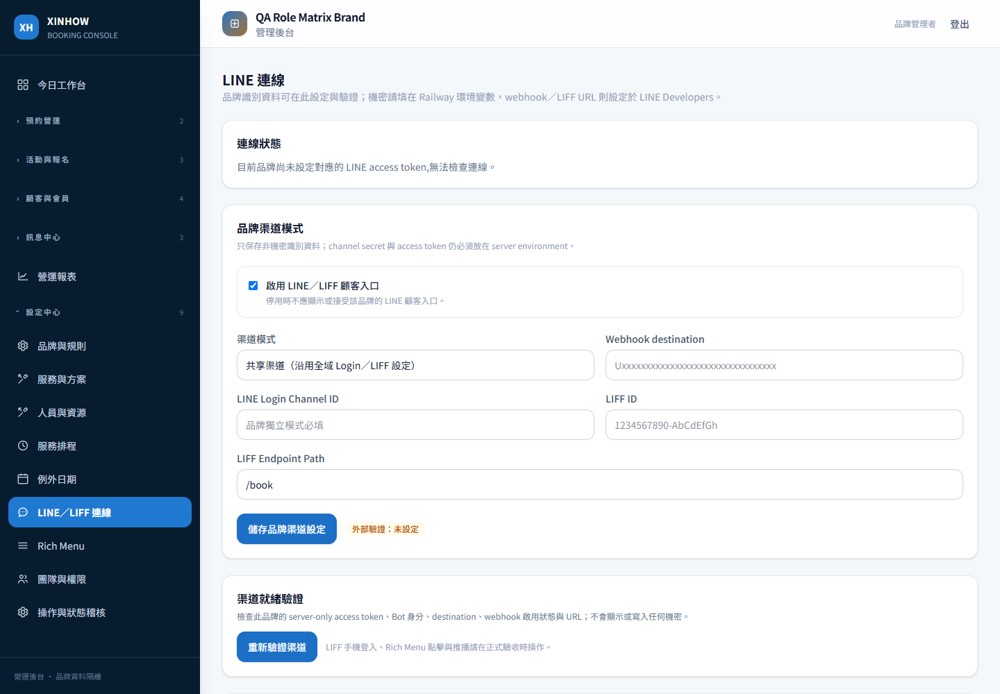 XH
XINHOW
BOOKING CONSOLE
今日工作台
預約營運 2
活動與報名 3
顧客與會員 4
訊息中心 3
營運報表
設定中心 9
品牌與規則
服務與方案
人員與資源
服務排程
例外日期
LINE／LIFF 連線
Rich Menu
團隊與權限
操作與狀態稽核
營運後台 · 品牌資料隔離
QA Role Matrix Brand
管理後台
品牌管理者
登出
LINE 連線
品牌識別資料可在此設定與驗證；機密請填在 Railway 環境變數，webhook／LIFF URL 則設定於 LINE Developers。
連線狀態
目前品牌尚未設定對應的 LINE access token,無法檢查連線。
品牌渠道模式
只保存非機密識別資料；channel secret 與 access token 仍必須放在 server environment。
啟用 LINE／LIFF 顧客入口
停用時不應顯示或接受該品牌的 LINE 顧客入口。
渠道模式
共享渠道（沿用全域 Login／LIFF 設定）
Webhook destination
Uxxxxxxxxxxxxxxxxxxxxxxxxxxxxxxxx
LINE Login Channel ID
品牌獨立模式必填
LIFF ID
1234567890-AbCdEfGh
LIFF Endpoint Path
/book
儲存品牌渠道設定
外部驗證：未設定
渠道就緒驗證
檢查此品牌的 server-only access token、Bot 身分、destination、webhook 啟用狀態與 URL；不會顯示或寫入任何機密。
重新驗證渠道
LIFF 手機登入、Rich Menu 點擊與推播請在正式驗收時操作。